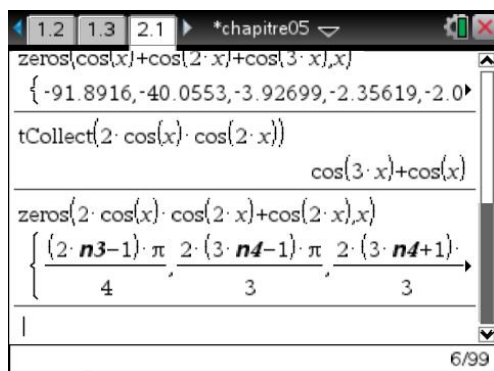 1.2 1.3 2.1 *chapitre05
zeros(cos(x)+cos(2·x)+cos(3·x),x)
{-91.8916,-40.0553,-3.92699,-2.35619,-2.0
tCollect(2·cos(x)·cos(2·x))
cos(3·x)+cos(x)
zeros(2·cos(x)·cos(2·x)+cos(2·x),x)
{(2·n3−1)·π/4, 2·(3·n4−1)·π/3, 2·(3·n4+1)·/3
6/99